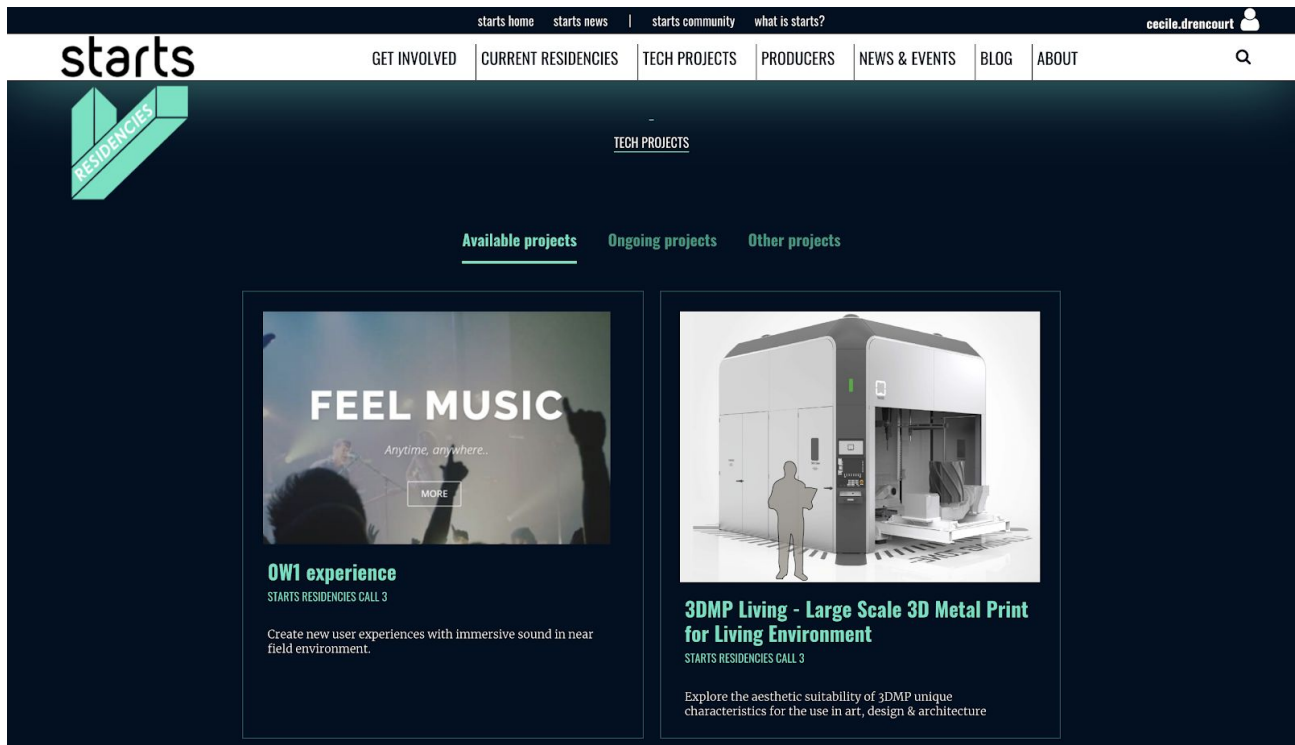 starts home starts news | starts community what is starts?
cecile.drencourt
starts
GET INVOLVED CURRENT RESIDENCIES TECH PROJECTS PRODUCERS NEWS & EVENTS BLOG ABOUT
RESIDENCIES
–
TECH PROJECTS
Available projects Ongoing projects Other projects
FEEL MUSIC
Anytime, anywhere..
MORE
OW1 experience
STARTS RESIDENCIES CALL 3
Create new user experiences with immersive sound in near
field environment.
3DMP Living - Large Scale 3D Metal Print
for Living Environment
STARTS RESIDENCIES CALL 3
Explore the aesthetic suitability of 3DMP unique
characteristics for the use in art, design & architecture